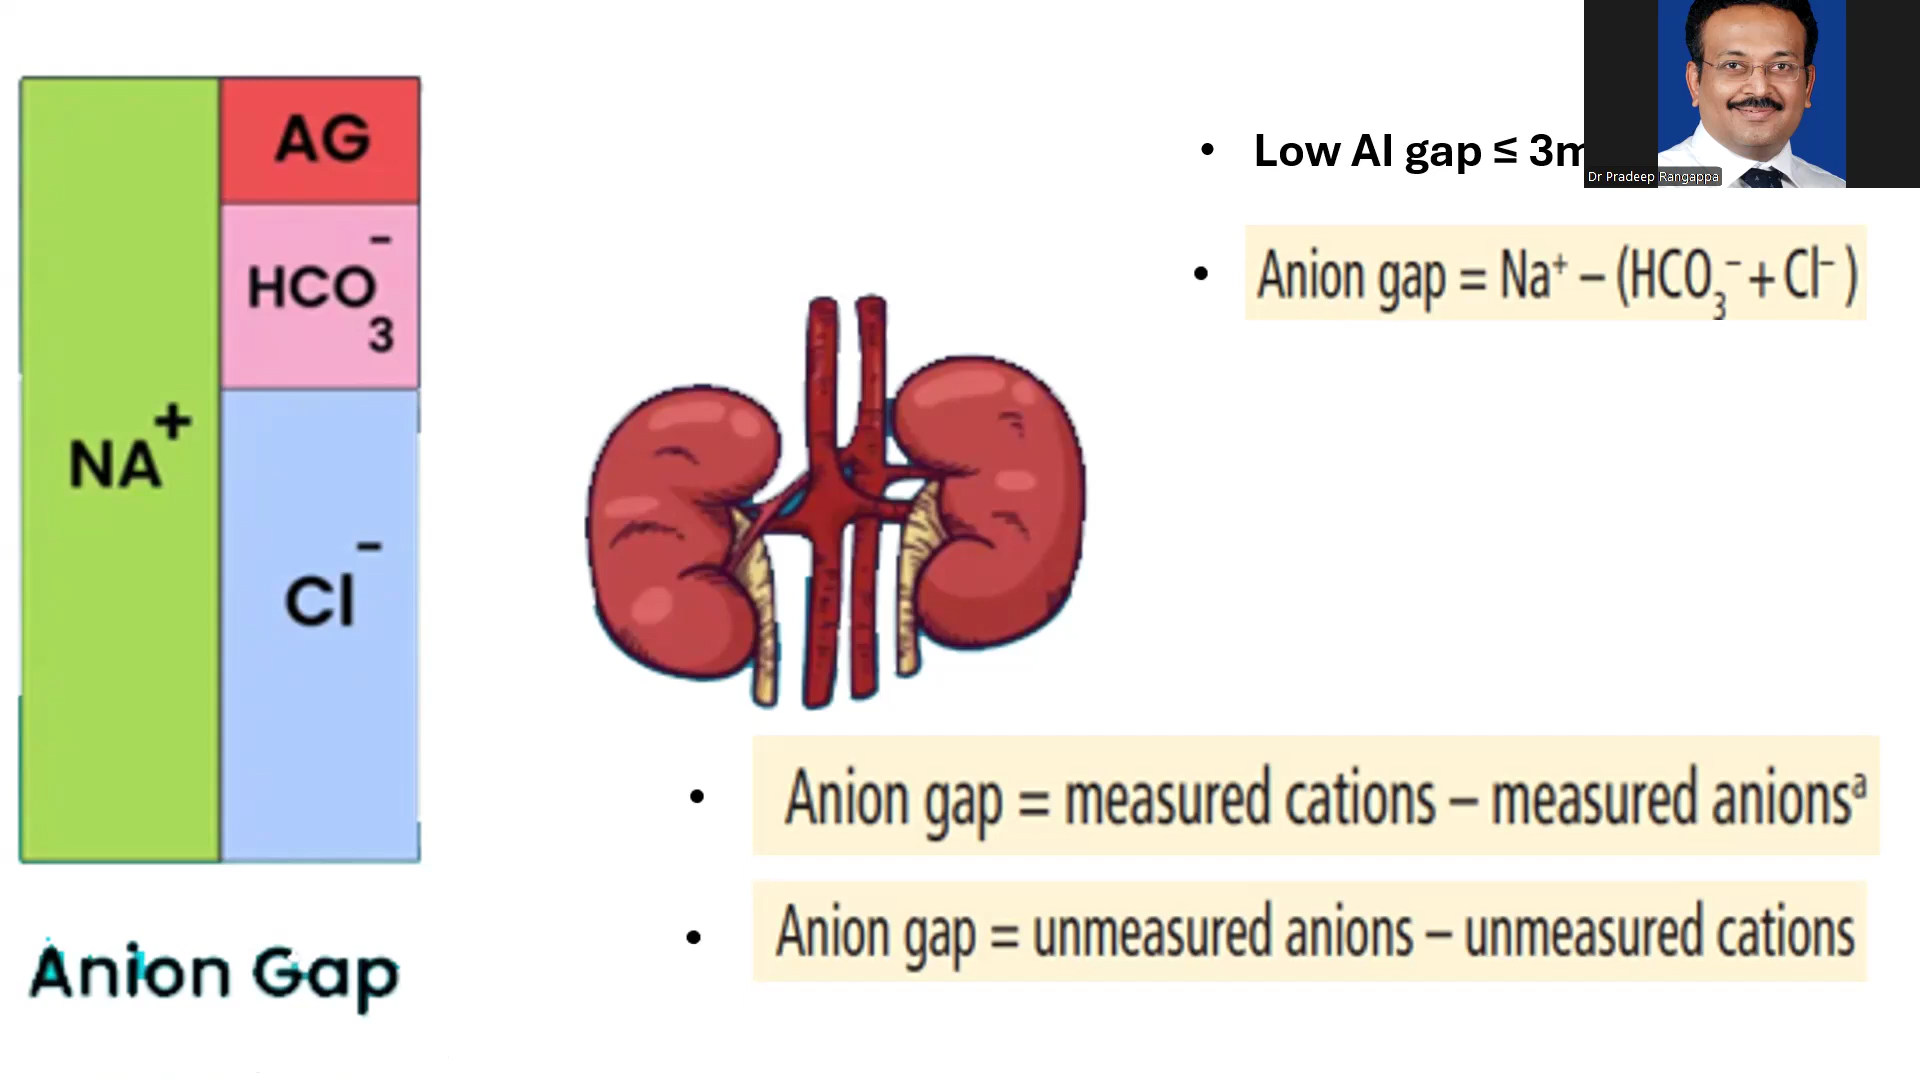 AG
HCO₃⁻
NA⁺
Cl⁻
Anion Gap
• Low AI gap ≤ 3m
Dr Pradeep Rangappa
• Anion gap = Na⁺ – (HCO₃⁻ + Cl⁻ )
• Anion gap = measured cations – measured anionsᵃ
• Anion gap = unmeasured anions – unmeasured cations